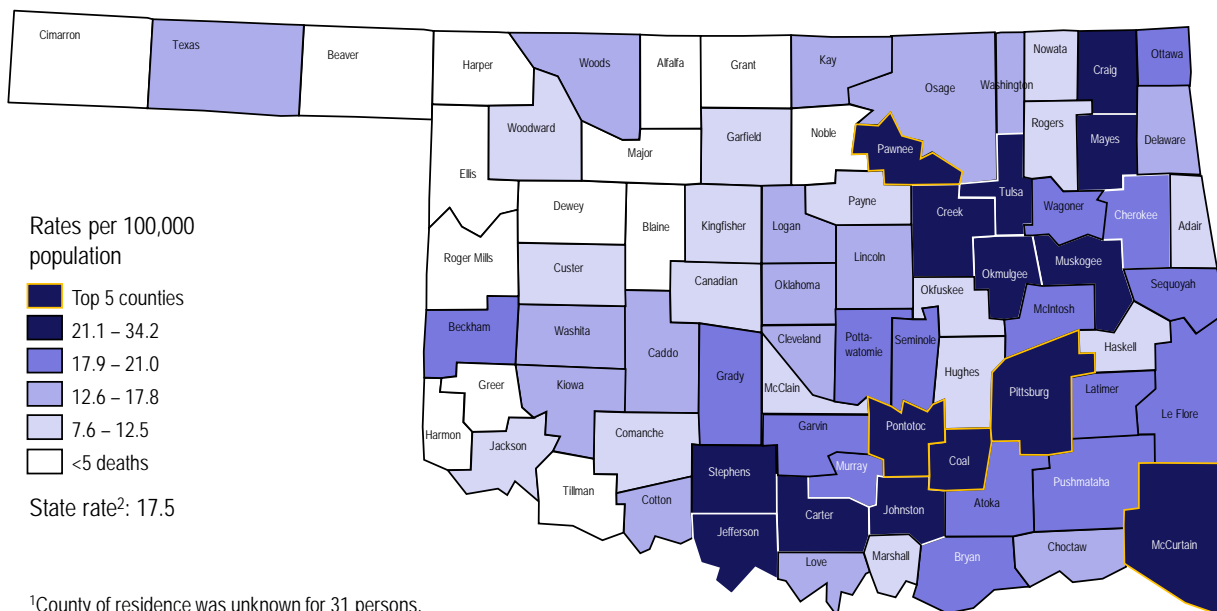 Cimarron
Texas
Beaver
Harper
Woods
Alfalfa
Grant
Kay
Osage
Washington
Nowata
Craig
Ottawa
Woodward
Garfield
Noble
Pawnee
Rogers
Mayes
Delaware
Ellis
Major
Tulsa
Dewey
Blaine
Kingfisher
Logan
Payne
Creek
Wagoner
Cherokee
Adair
Roger Mills
Custer
Canadian
Oklahoma
Lincoln
Okfuskee
Okmulgee
Muskogee
Sequoyah
McIntosh
Beckham
Washita
Caddo
Grady
Cleveland
Potta-
watomie
Seminole
Hughes
Haskell
McClain
Pittsburg
Latimer
Le Flore
Greer
Kiowa
Harmon
Jackson
Comanche
Garvin
Pontotoc
Coal
Stephens
Murray
Tillman
Cotton
Jefferson
Carter
Johnston
Atoka
Pushmataha
Love
Marshall
Bryan
Choctaw
McCurtain
Rates per 100,000
population
Top 5 counties
21.1 – 34.2
17.9 – 21.0
12.6 – 17.8
7.6 – 12.5
<5 deaths
State rate²: 17.5
¹County of residence was unknown for 31 persons.